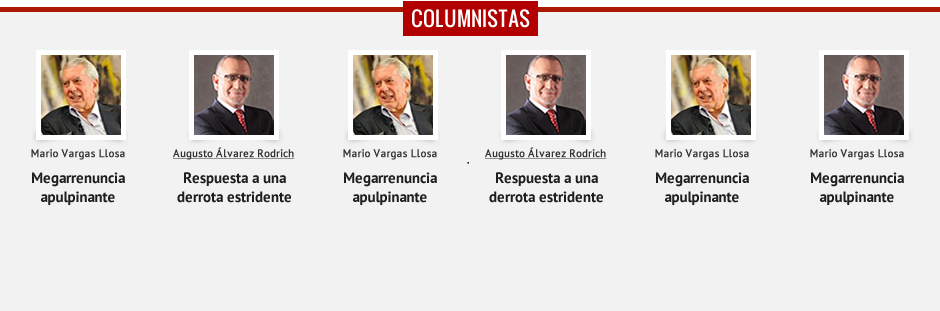 COLUMNISTAS
Mario Vargas Llosa
Megarrenuncia
apulpinante
Augusto Álvarez Rodrich
Respuesta a una
derrota estridente
Mario Vargas Llosa
Megarrenuncia
apulpinante
Augusto Álvarez Rodrich
Respuesta a una
derrota estridente
Mario Vargas Llosa
Megarrenuncia
apulpinante
Mario Vargas Llosa
Megarrenuncia
apulpinante